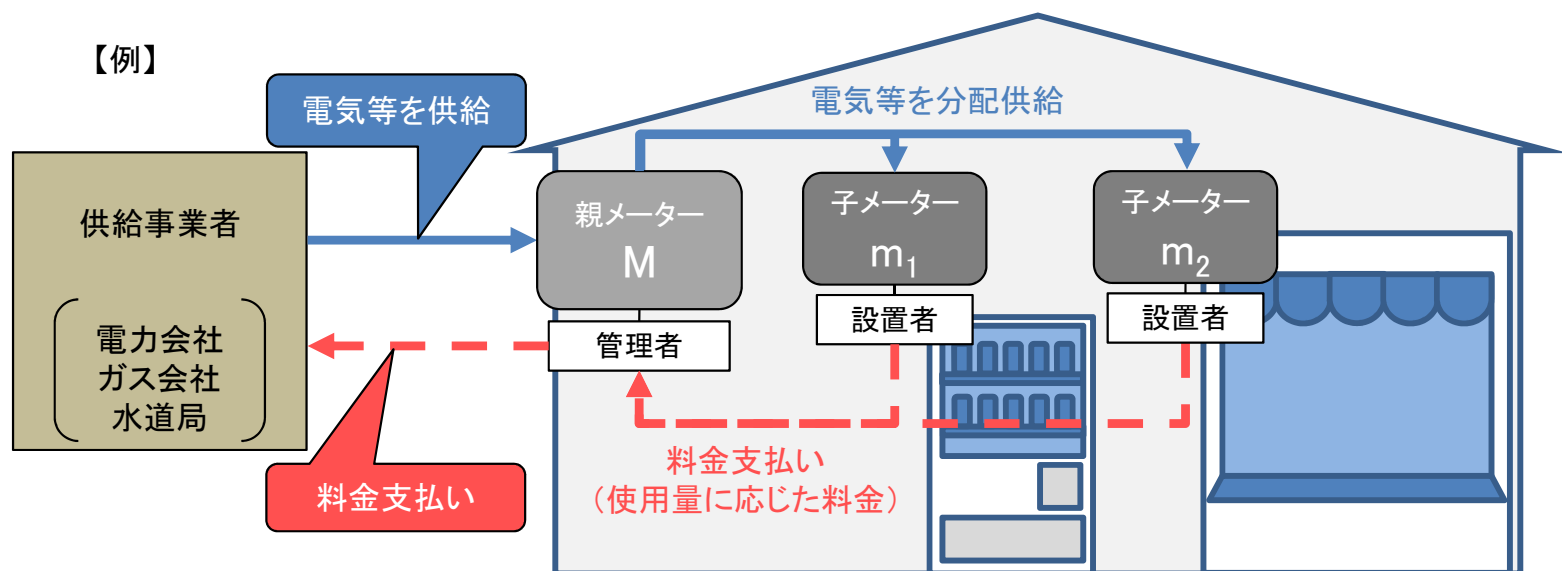 【例】
電気等を供給
電気等を分配供給
供給事業者
電力会社
ガス会社
水道局
親メーター
M
管理者
子メーター
m₁
設置者
子メーター
m₂
設置者
料金支払い
料金支払い
（使用量に応じた料金）